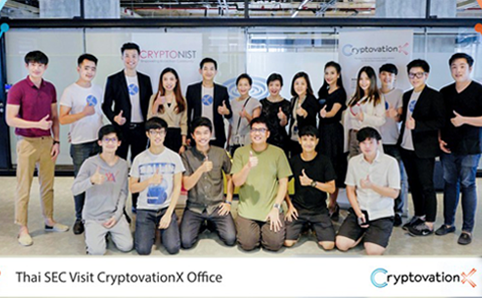 CRYPTONIST
CryptovationX
Thai SEC Visit CryptovationX Office
CryptovationX